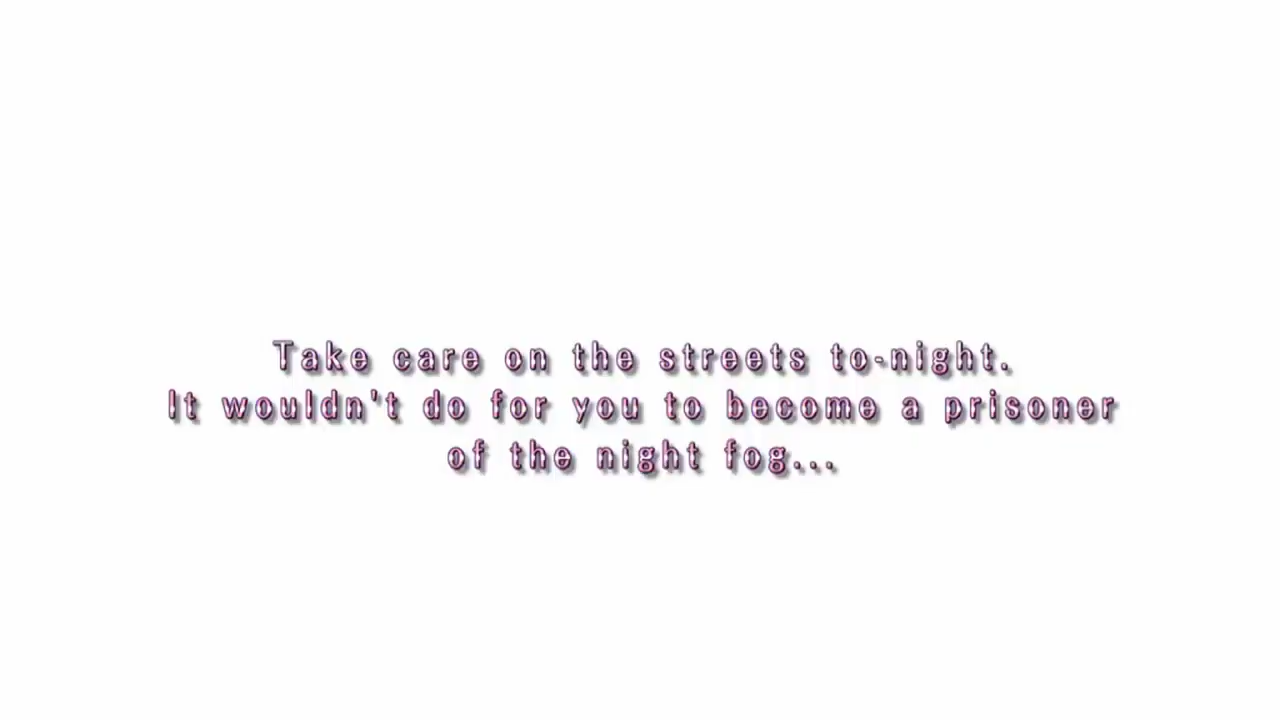 Take care on the streets to-night.
It wouldn't do for you to become a prisoner
of the night fog...